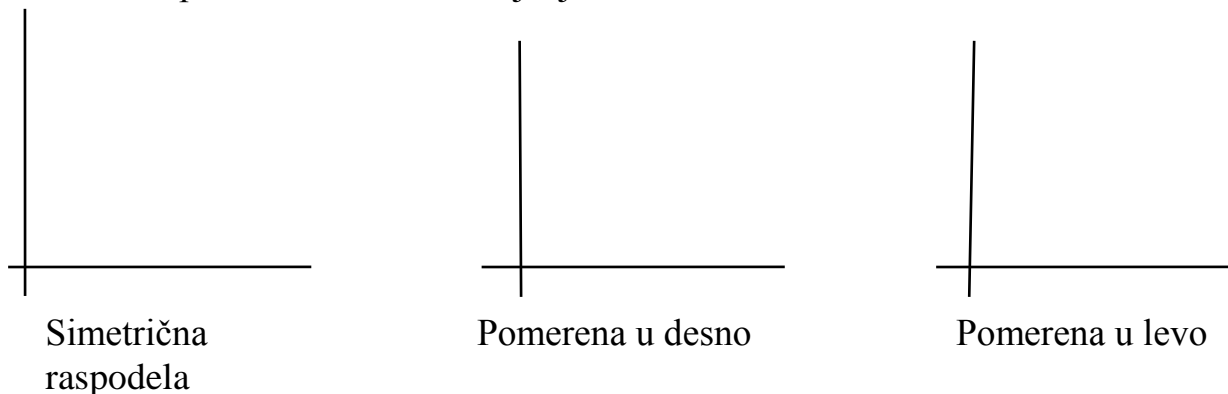 Simetrična
raspodela
Pomerena u desno
Pomerena u levo